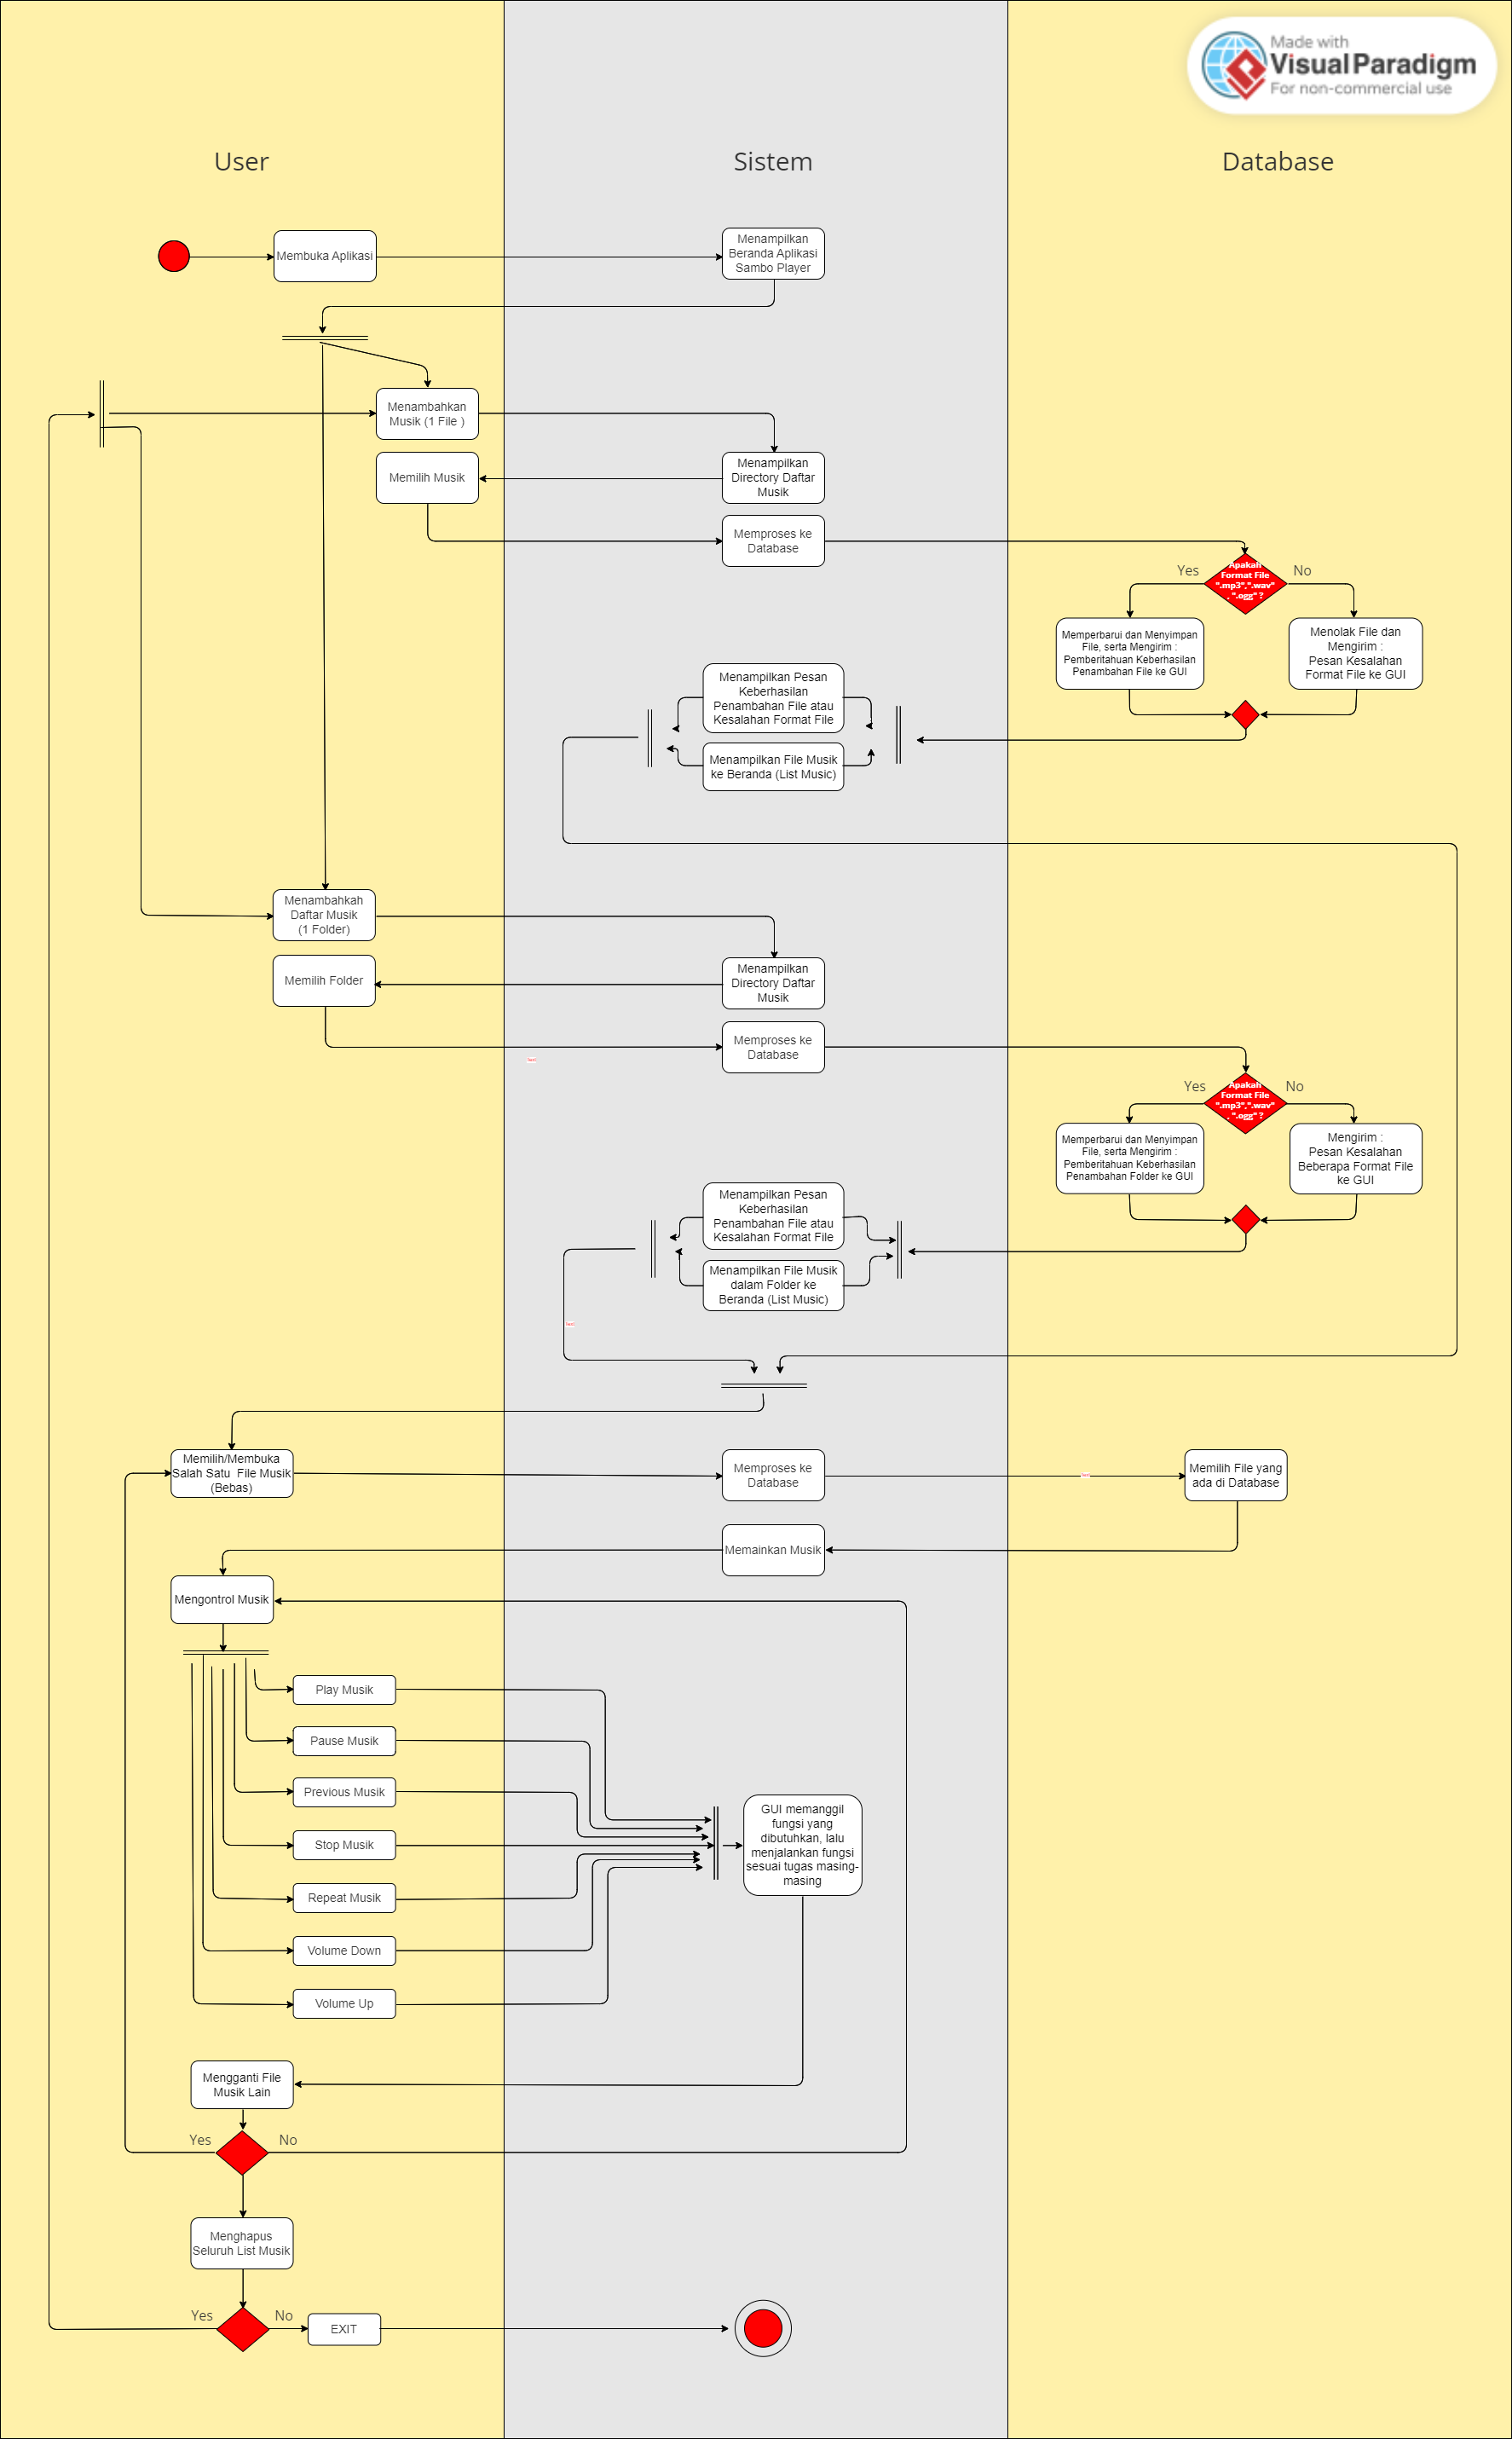 Made with
Visual Paradigm
For non-commercial use
User
Sistem
Database
Membuka Aplikasi
Menampilkan
Beranda Aplikasi
Sambo Player
Menambahkan
Musik (1 File )
Memilih Musik
Menampilkan
Directory Daftar
Musik
Memproses ke
Database
Apakah
Format File
".mp3",".wav"
, ".ogg" ?
Yes
No
Memperbarui dan Menyimpan
File, serta Mengirim :
Pemberitahuan Keberhasilan
Penambahan File ke GUI
Menolak File dan
Mengirim :
Pesan Kesalahan
Format File ke GUI
Menampilkan Pesan
Keberhasilan
Penambahan File atau
Kesalahan Format File
Menampilkan File Musik
ke Beranda (List Music)
Menambahkah
Daftar Musik
(1 Folder)
Memilih Folder
Menampilkan
Directory Daftar
Musik
Memproses ke
Database
Text
Apakah
Format File
".mp3",".wav"
, ".ogg" ?
Yes
No
Memperbarui dan Menyimpan
File, serta Mengirim :
Pemberitahuan Keberhasilan
Penambahan Folder ke GUI
Mengirim :
Pesan Kesalahan
Beberapa Format File
ke GUI
Menampilkan Pesan
Keberhasilan
Penambahan File atau
Kesalahan Format File
Menampilkan File Musik
dalam Folder ke
Beranda (List Music)
Text
Memilih/Membuka
Salah Satu  File Musik
(Bebas)
Memproses ke
Database
Text
Memilih File yang
ada di Database
Memainkan Musik
Mengontrol Musik
Play Musik
Pause Musik
Previous Musik
Stop Musik
Repeat Musik
Volume Down
Volume Up
GUI memanggil
fungsi yang
dibutuhkan, lalu
menjalankan fungsi
sesuai tugas masing-
masing
Mengganti File
Musik Lain
Yes
No
Menghapus
Seluruh List Musik
Yes
No
EXIT